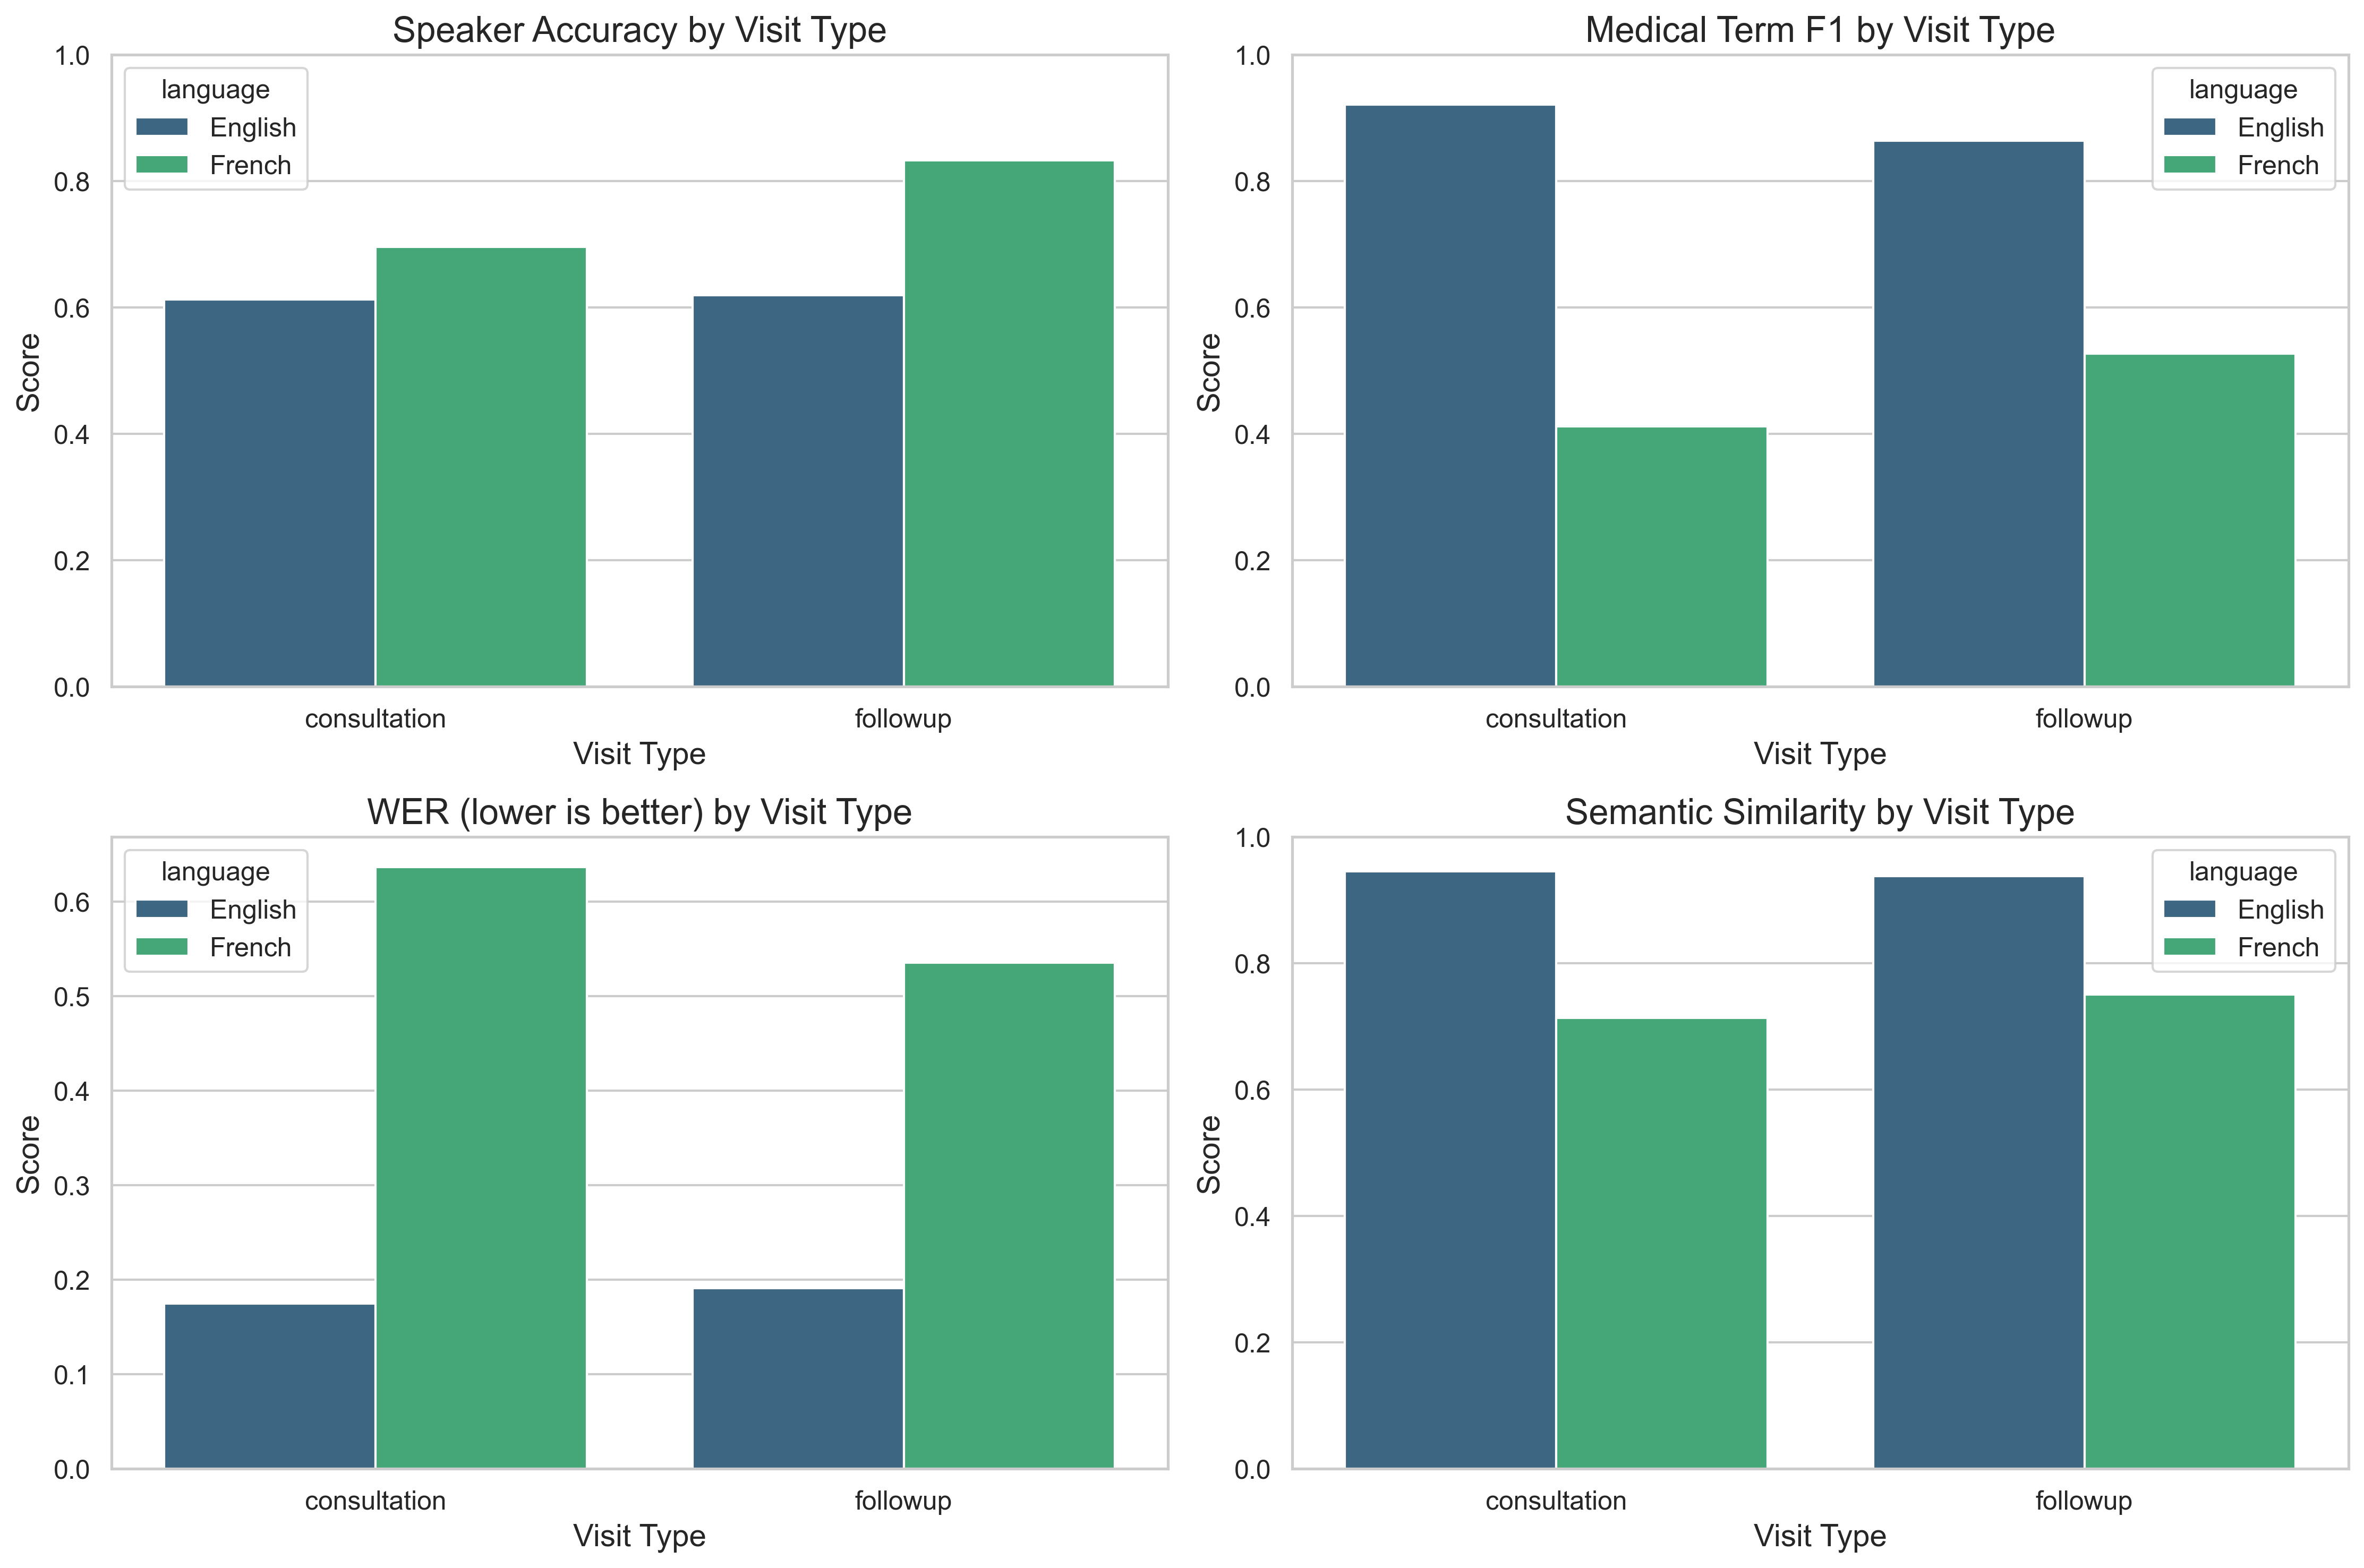 Speaker Accuracy by Visit Type
1.0
0.8
0.6
0.4
0.2
0.0
Score
language
English
French
consultation
followup
Visit Type
Medical Term F1 by Visit Type
1.0
0.8
0.6
0.4
0.2
0.0
Score
language
English
French
consultation
followup
Visit Type
WER (lower is better) by Visit Type
0.6
0.5
0.4
0.3
0.2
0.1
0.0
Score
language
English
French
consultation
followup
Visit Type
Semantic Similarity by Visit Type
1.0
0.8
0.6
0.4
0.2
0.0
Score
language
English
French
consultation
followup
Visit Type